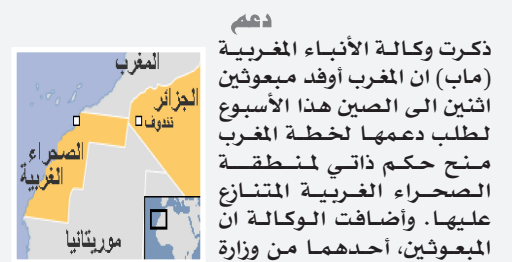 دعم
ذكرت وكالة الأنباء المغربية
(ماب) ان المغرب أوفد مبعوثين
اثنين الى الصين هذا الأسبوع
لطلب دعمها لخطة المغرب
منح حكم ذاتي لمنطقة
الصحراء الغربية المتنازع
عليها. وأضافت الوكالة ان
المبعوثين، أحدهما من وزارة
المغرب
الجزائر
تندوف
الصحراء
الغربية
موريتانيا